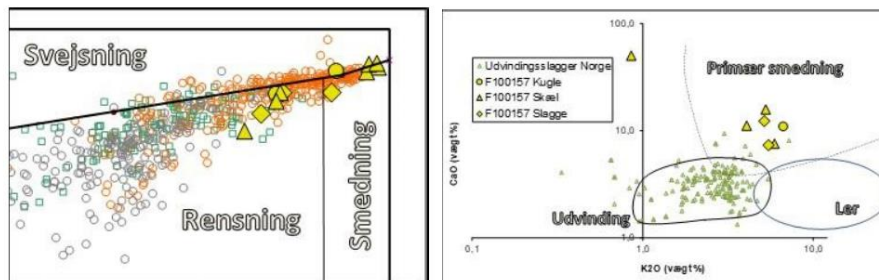 Svejsning
Rensning
Smedning
100,0
10,0
1,0
0,1
1,0
10,0
CaO (vægt%)
K2O (vægt%)
Udvindingsslagger Norge
F100157 Kugle
F100157 Skæl
F100157 Slagge
Primær smedning
Udvinding
Ler